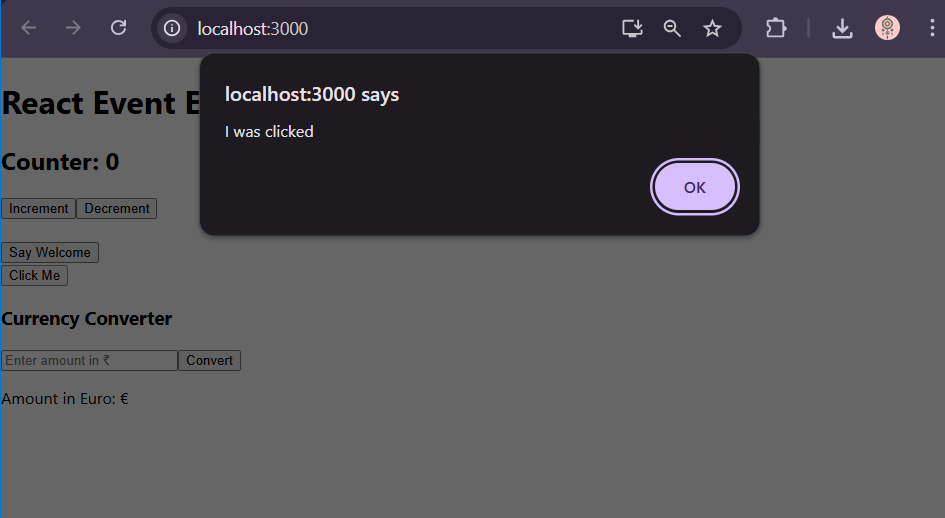 localhost:3000
localhost:3000 says
I was clicked
OK
React Event E
Counter: 0
Increment Decrement
Say Welcome
Click Me
Currency Converter
Enter amount in ₹ Convert
Amount in Euro: €